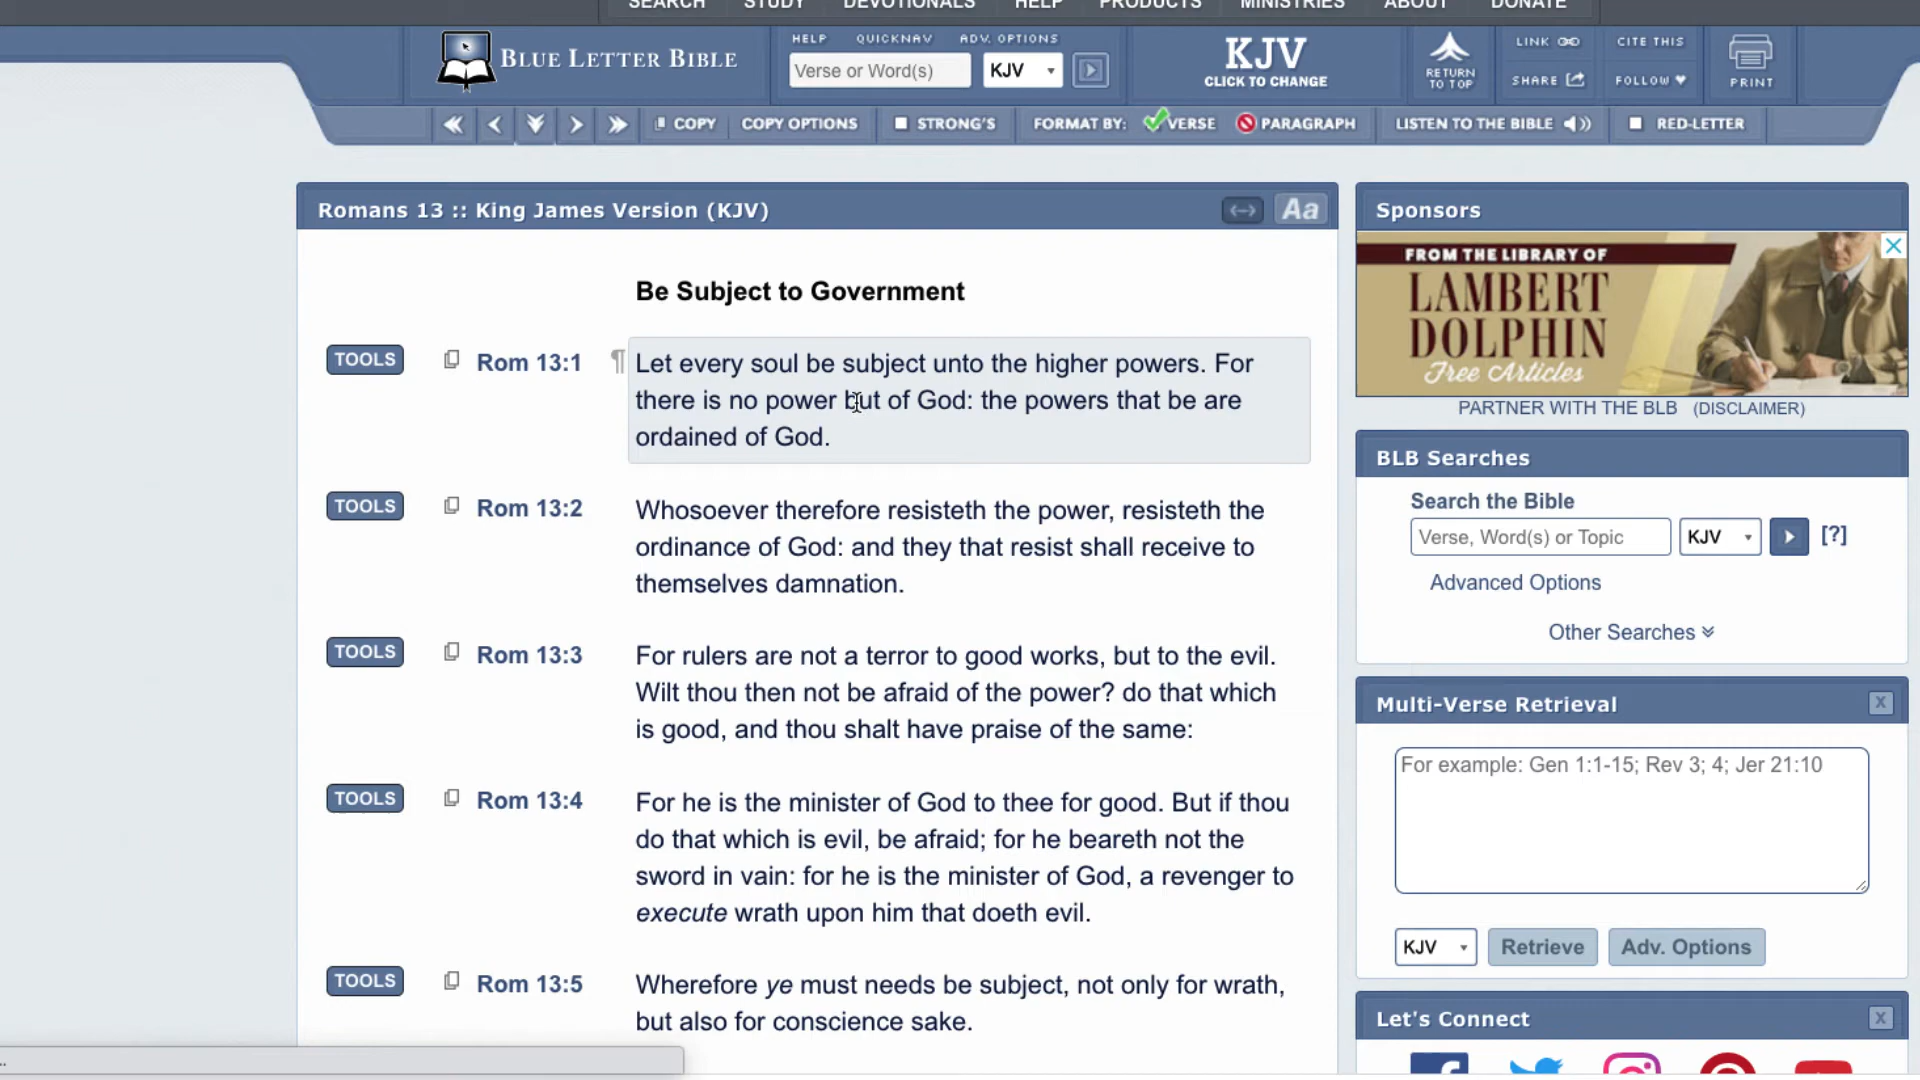 SEARCH STUDY DEVOTIONALS HELP PRODUCTS MINISTRIES ABOUT DONATE
BLUE LETTER BIBLE
HELP QUICKNAV ADV. OPTIONS
Verse or Word(s) KJV
KJV
CLICK TO CHANGE
RETURN
TO TOP
LINK CITE THIS
SHARE FOLLOW
PRINT
COPY COPY OPTIONS STRONG'S FORMAT BY: VERSE PARAGRAPH LISTEN TO THE BIBLE RED-LETTER
Romans 13 :: King James Version (KJV) Aa
Be Subject to Government
TOOLS Rom 13:1 ¶ Let every soul be subject unto the higher powers. For
there is no power but of God: the powers that be are
ordained of God.
TOOLS Rom 13:2 Whosoever therefore resisteth the power, resisteth the
ordinance of God: and they that resist shall receive to
themselves damnation.
TOOLS Rom 13:3 For rulers are not a terror to good works, but to the evil.
Wilt thou then not be afraid of the power? do that which
is good, and thou shalt have praise of the same:
TOOLS Rom 13:4 For he is the minister of God to thee for good. But if thou
do that which is evil, be afraid; for he beareth not the
sword in vain: for he is the minister of God, a revenger to
execute wrath upon him that doeth evil.
TOOLS Rom 13:5 Wherefore ye must needs be subject, not only for wrath,
but also for conscience sake.
Sponsors
FROM THE LIBRARY OF
LAMBERT
DOLPHIN
Free Articles
PARTNER WITH THE BLB (DISCLAIMER)
BLB Searches
Search the Bible
Verse, Word(s) or Topic KJV [?]
Advanced Options
Other Searches
Multi-Verse Retrieval X
For example: Gen 1:1-15; Rev 3; 4; Jer 21:10
KJV Retrieve Adv. Options
Let's Connect X
..